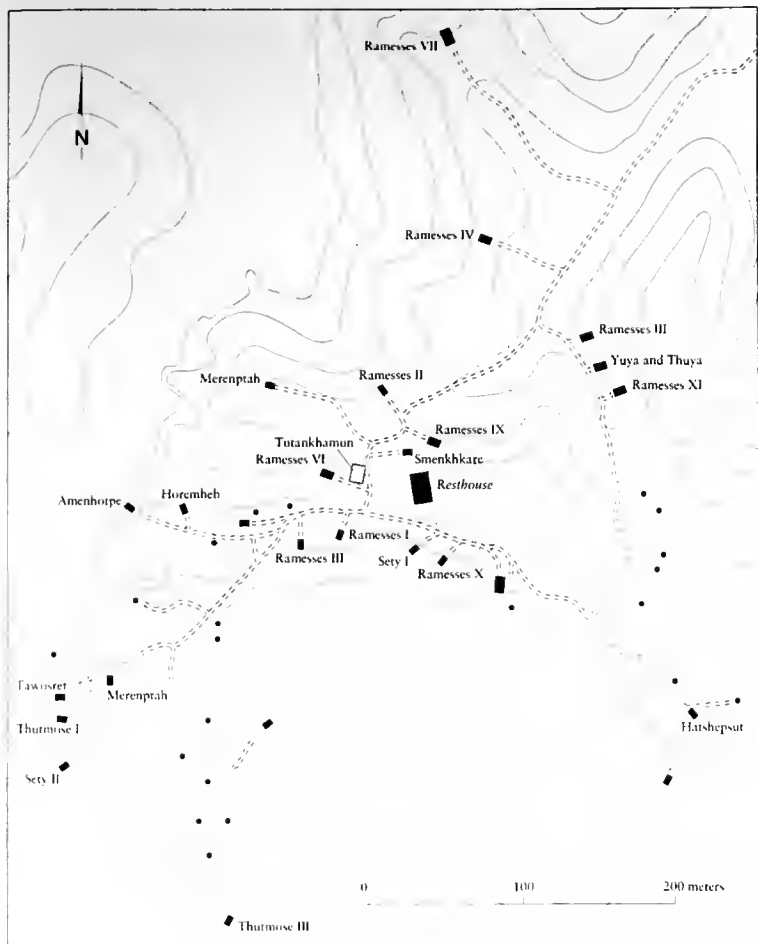 Ramesses VII
N
Ramesses IV
Ramesses III
Yuya and Thuya
Ramesses XI
Merenptah
Ramesses II
Ramesses IX
Tutankhamun
Smenkhkare
Ramesses VI
Resthouse
Amenhotpe
Horemheb
Ramesses I
Ramesses III
Sety I
Ramesses X
Tawosret
Merenptah
Thutmose I
Hatshepsut
Sety II
0 100 200 meters
Thutmose III